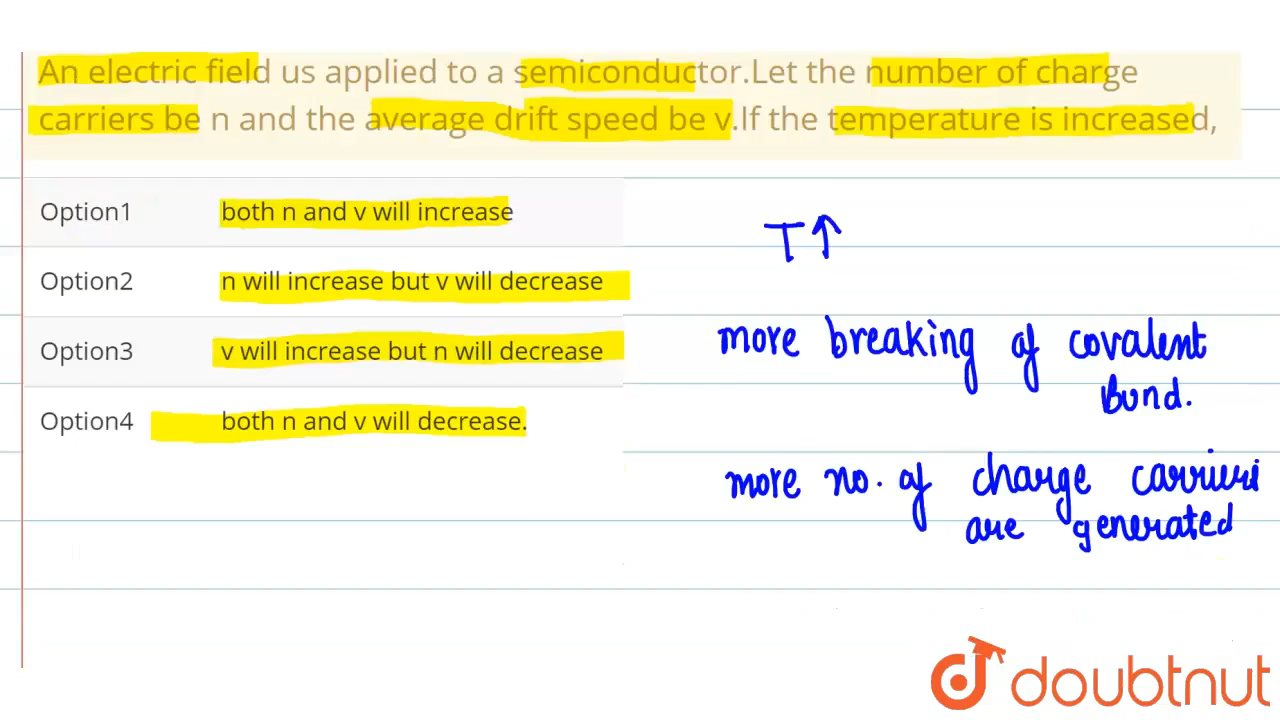 An electric field us applied to a semiconductor.Let the number of charge
carriers be n and the average drift speed be v.If the temperature is increased,
Option1 both n and v will increase
Option2 n will increase but v will decrease
Option3 v will increase but n will decrease
Option4 both n and v will decrease.
T↑
more breaking of covalent
Bond.
more no. of charge carriers
are generated
doubtnut